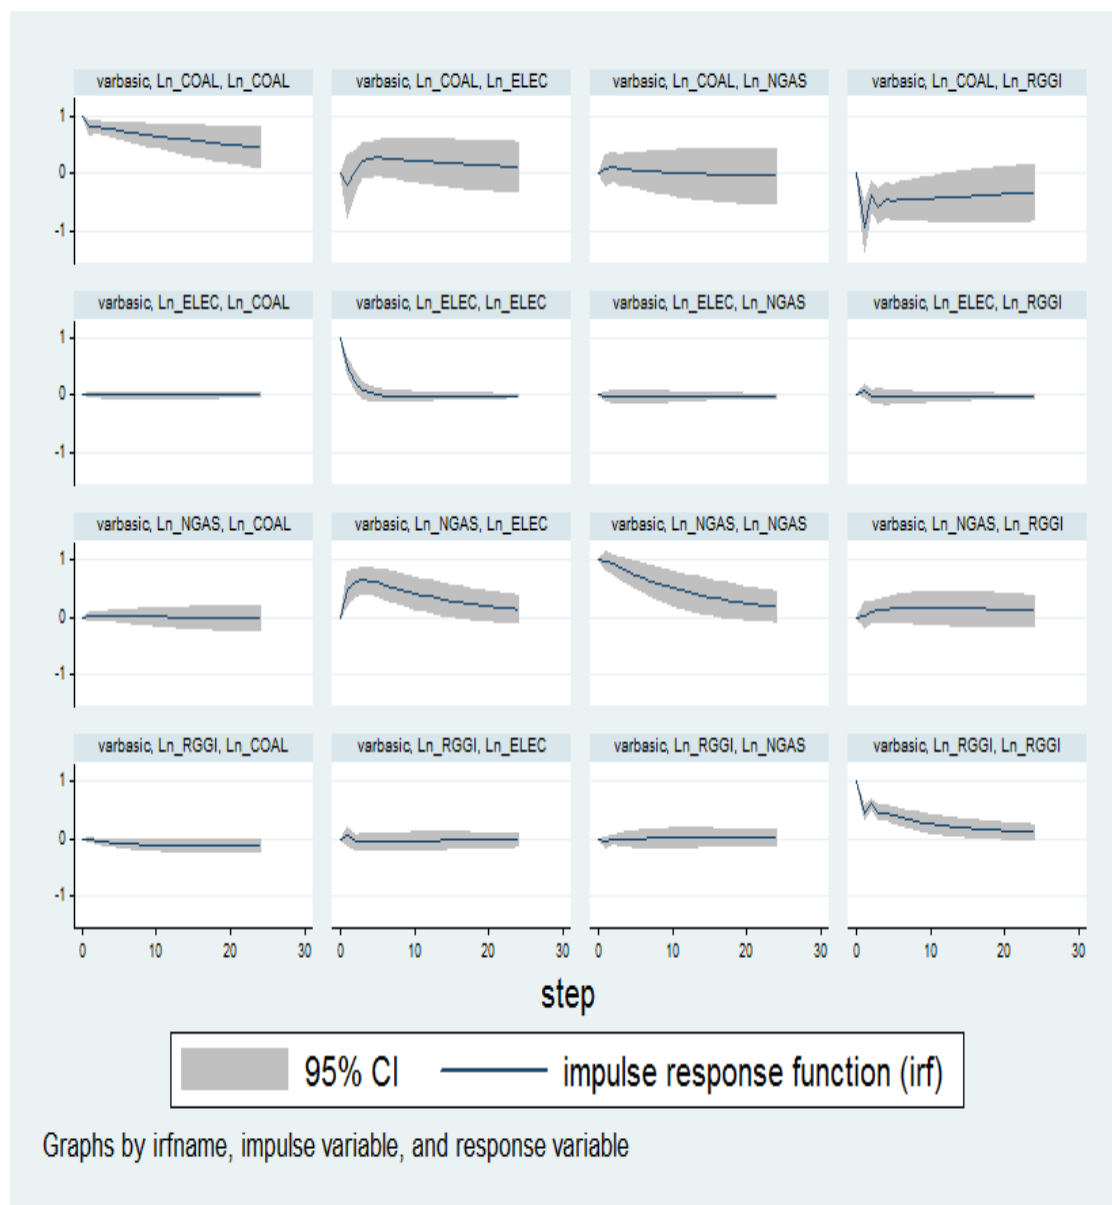 varbasic, Ln_COAL, Ln_COAL
varbasic, Ln_COAL, Ln_ELEC
varbasic, Ln_COAL, Ln_NGAS
varbasic, Ln_COAL, Ln_RGGI
1
0
-1
varbasic, Ln_ELEC, Ln_COAL
varbasic, Ln_ELEC, Ln_ELEC
varbasic, Ln_ELEC, Ln_NGAS
varbasic, Ln_ELEC, Ln_RGGI
1
0
-1
varbasic, Ln_NGAS, Ln_COAL
varbasic, Ln_NGAS, Ln_ELEC
varbasic, Ln_NGAS, Ln_NGAS
varbasic, Ln_NGAS, Ln_RGGI
1
0
-1
varbasic, Ln_RGGI, Ln_COAL
varbasic, Ln_RGGI, Ln_ELEC
varbasic, Ln_RGGI, Ln_NGAS
varbasic, Ln_RGGI, Ln_RGGI
1
0
-1
0 10 20 30
0 10 20 30
0 10 20 30
0 10 20 30
step
95% CI
impulse response function (irf)
Graphs by irfname, impulse variable, and response variable